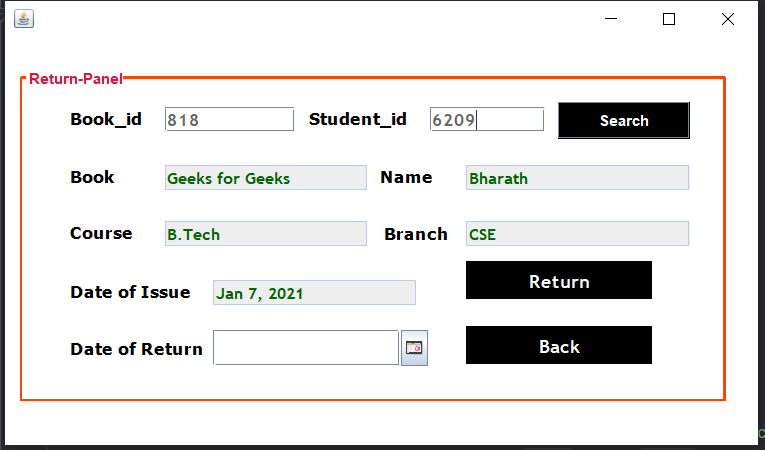 Return-Panel
Book_id 818 Student_id 6209 Search
Book Geeks for Geeks Name Bharath
Course B.Tech Branch CSE
Date of Issue Jan 7, 2021 Return
Date of Return Back